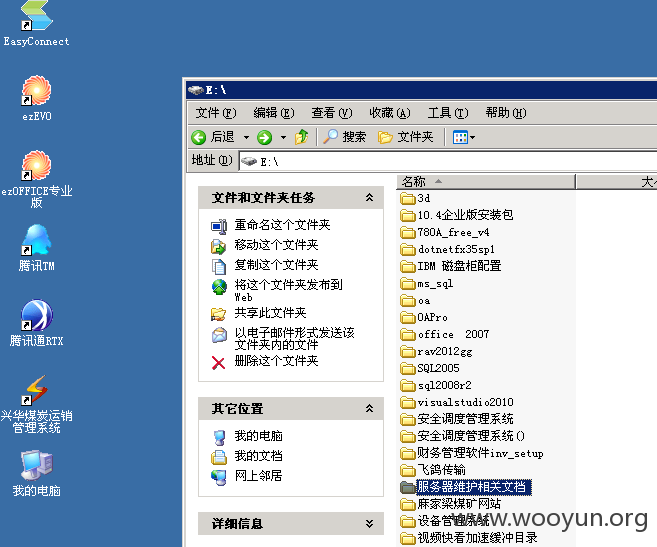 EasyConnect
ezEVO
ezOFFICE专业
版
腾讯TM
腾讯通RTX
兴华煤炭运销
管理系统
我的电脑
E:\
文件(F) 编辑(E) 查看(V) 收藏(A) 工具(T) 帮助(H)
后退 搜索 文件夹
地址(D) E:\
文件和文件夹任务
重命名这个文件夹
移动这个文件夹
复制这个文件夹
将这个文件夹发布到
Web
共享此文件夹
以电子邮件形式发送该
文件夹内的文件
删除这个文件夹
其它位置
我的电脑
我的文档
网上邻居
详细信息
名称 大
3d
10.4企业版安装包
780A_free_v4
dotnetfx35sp1
IBM 磁盘柜配置
ms_sql
oa
OAPro
office 2007
rav2012gg
SQL2005
sql2008r2
visualstudio2010
安全调度管理系统
安全调度管理系统()
财务管理软件inv_setup
飞鸽传输
服务器维护相关文档
麻家梁煤矿网站
设备管理系统
视频快看加速缓冲目录
www.wooyun.org